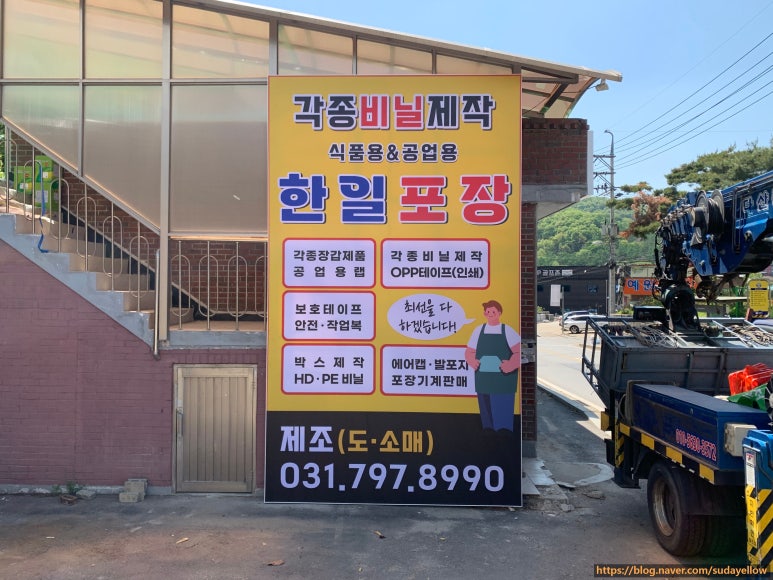 각종비닐제작
식품용&공업용
한일포장
각종장갑제품
공업용랩
각종비닐제작
OPP테이프(인쇄)
보호테이프
안전·작업복
최선을 다
하겠습니다!
박스제작
HD·PE비닐
에어캡·발포지
포장기계판매
제조(도·소매)
031.797.8990
https://blog.naver.com/sudayellow